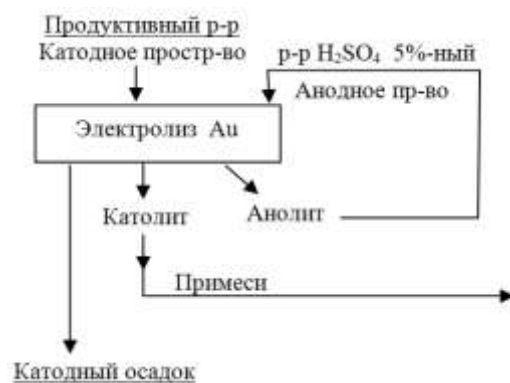 Продуктивный р-р
Катодное простр-во
р-р H₂SO₄ 5%-ный
Анодное пр-во
Электролиз Au
Католит
Анолит
Примеси
Катодный осадок